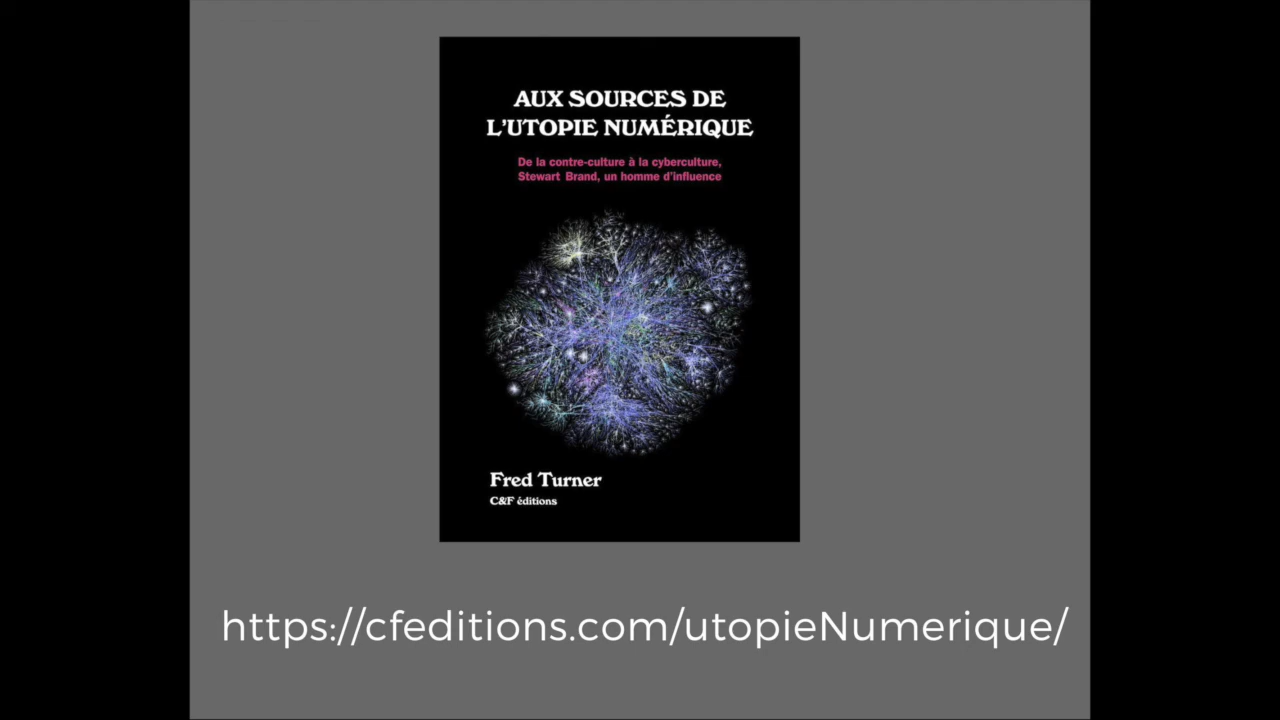 AUX SOURCES DE
L'UTOPIE NUMÉRIQUE
De la contre-culture à la cyberculture,
Stewart Brand, un homme d'influence
Fred Turner
C&F éditions
https://cfeditions.com/utopieNumerique/